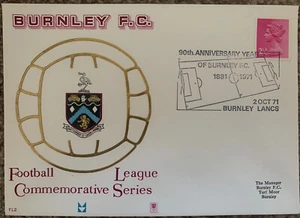 BURNLEY F.C.
90th ANNIVERSARY YEAR
OF BURNLEY F.C.
1881 1971
2 OCT 71
BURNLEY LANCS
Football League
Commemorative Series
The Manager
Burnley F.C.
Turf Moor
Burnley